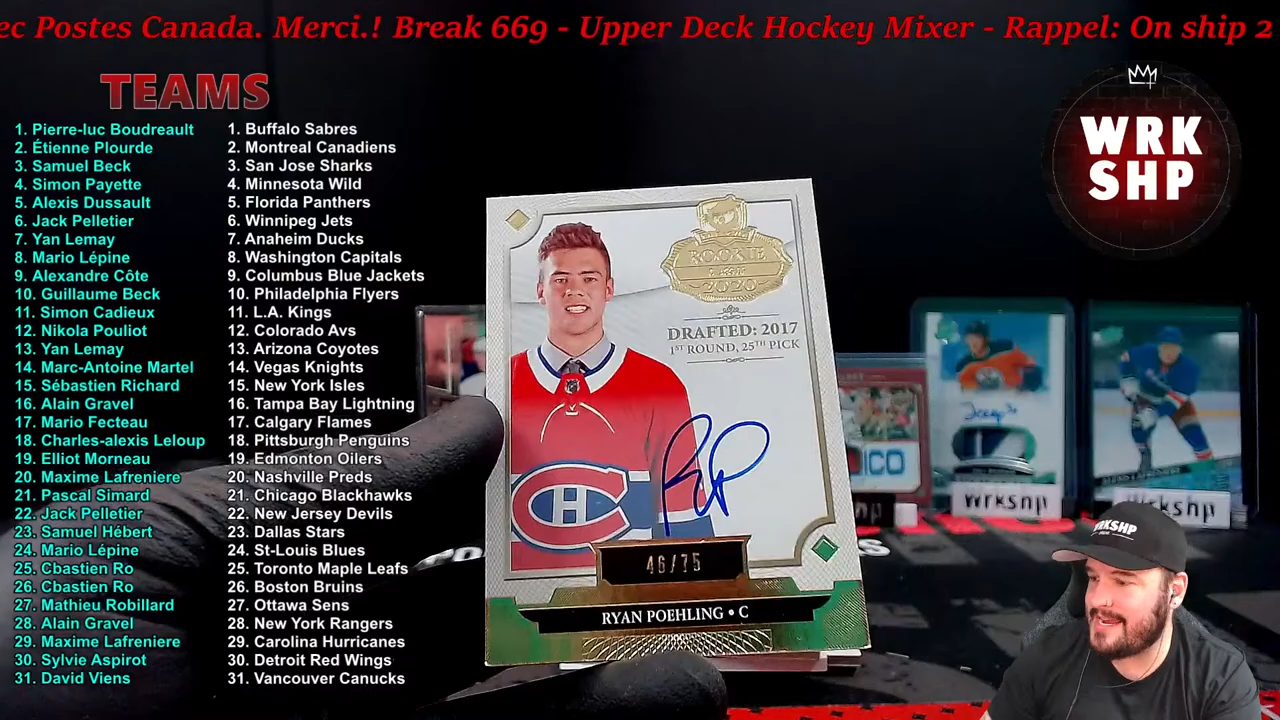 ec Postes Canada. Merci.! Break 669 - Upper Deck Hockey Mixer - Rappel: On ship 2
TEAMS
1. Pierre-luc Boudreault
2. Étienne Plourde
3. Samuel Beck
4. Simon Payette
5. Alexis Dussault
6. Jack Pelletier
7. Yan Lemay
8. Mario Lépine
9. Alexandre Côte
10. Guillaume Beck
11. Simon Cadieux
12. Nikola Pouliot
13. Yan Lemay
14. Marc-Antoine Martel
15. Sébastien Richard
16. Alain Gravel
17. Mario Fecteau
18. Charles-alexis Leloup
19. Elliot Morneau
20. Maxime Lafreniere
21. Pascal Simard
22. Jack Pelletier
23. Samuel Hébert
24. Mario Lépine
25. Cbastien Ro
26. Cbastien Ro
27. Mathieu Robillard
28. Alain Gravel
29. Maxime Lafreniere
30. Sylvie Aspirot
31. David Viens
1. Buffalo Sabres
2. Montreal Canadiens
3. San Jose Sharks
4. Minnesota Wild
5. Florida Panthers
6. Winnipeg Jets
7. Anaheim Ducks
8. Washington Capitals
9. Columbus Blue Jackets
10. Philadelphia Flyers
11. L.A. Kings
12. Colorado Avs
13. Arizona Coyotes
14. Vegas Knights
15. New York Isles
16. Tampa Bay Lightning
17. Calgary Flames
18. Pittsburgh Penguins
19. Edmonton Oilers
20. Nashville Preds
21. Chicago Blackhawks
22. New Jersey Devils
23. Dallas Stars
24. St-Louis Blues
25. Toronto Maple Leafs
26. Boston Bruins
27. Ottawa Sens
28. New York Rangers
29. Carolina Hurricanes
30. Detroit Red Wings
31. Vancouver Canucks
ROOKIE
CLASS OF
2020
DRAFTED: 2017
1ST ROUND, 25TH PICK
RP
46/75
RYAN POEHLING • C
WRK
SHP
wrkshp
wrkshp
WRKSHP